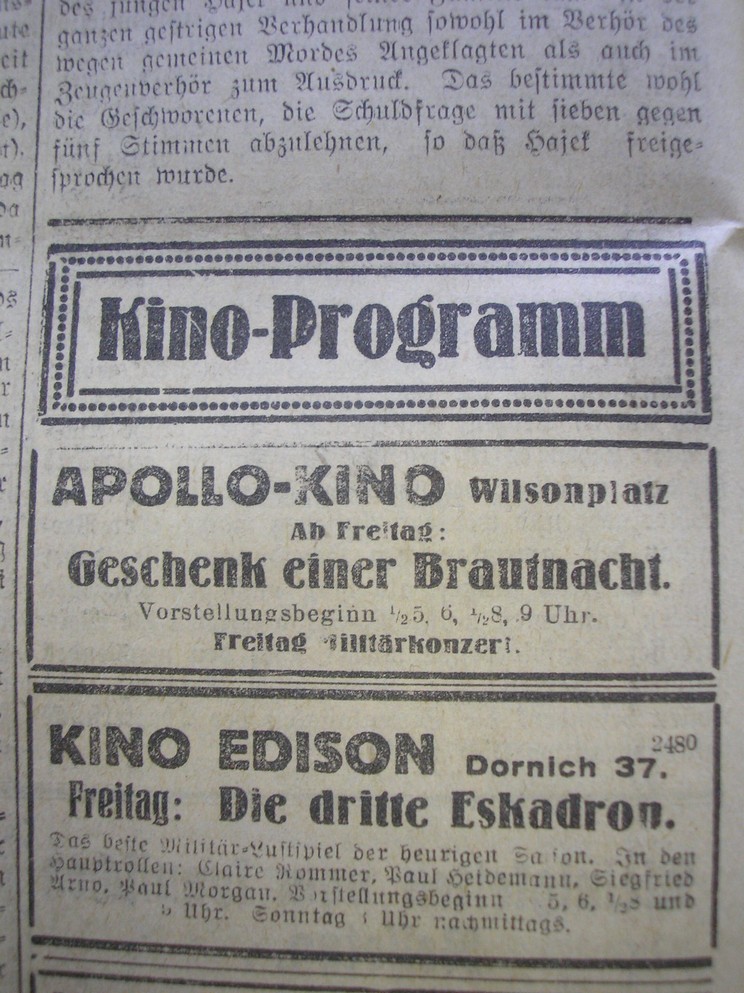 des jungen Hajek und seiner
ganzen gestrigen Verhandlung sowohl im Verhör des
wegen gemeinen Mordes Angeklagten als auch im
Zeugenverhör zum Ausdruck. Das bestimmte wohl
die Geschworenen, die Schuldfrage mit sieben gegen
fünf Stimmen abzulehnen, so daß Hajek freige-
sprochen wurde.
Kino-Programm
APOLLO-KINO Wilsonplatz
Ab Freitag:
Geschenk einer Brautnacht.
Vorstellungsbeginn ½5, 6, ½8, 9 Uhr.
Freitag Militärkonzert.
KINO EDISON Dornich 37.
2480
Freitag: Die dritte Eskadron.
Das beste Militär-Lustspiel der heurigen Saison. In den
Hauptrollen: Claire Rommer, Paul Heidemann, Siegfried
Arno, Paul Morgan. Vorstellungsbeginn 5, 6, ½8 und
Uhr. Sonntag Uhr nachmittags.